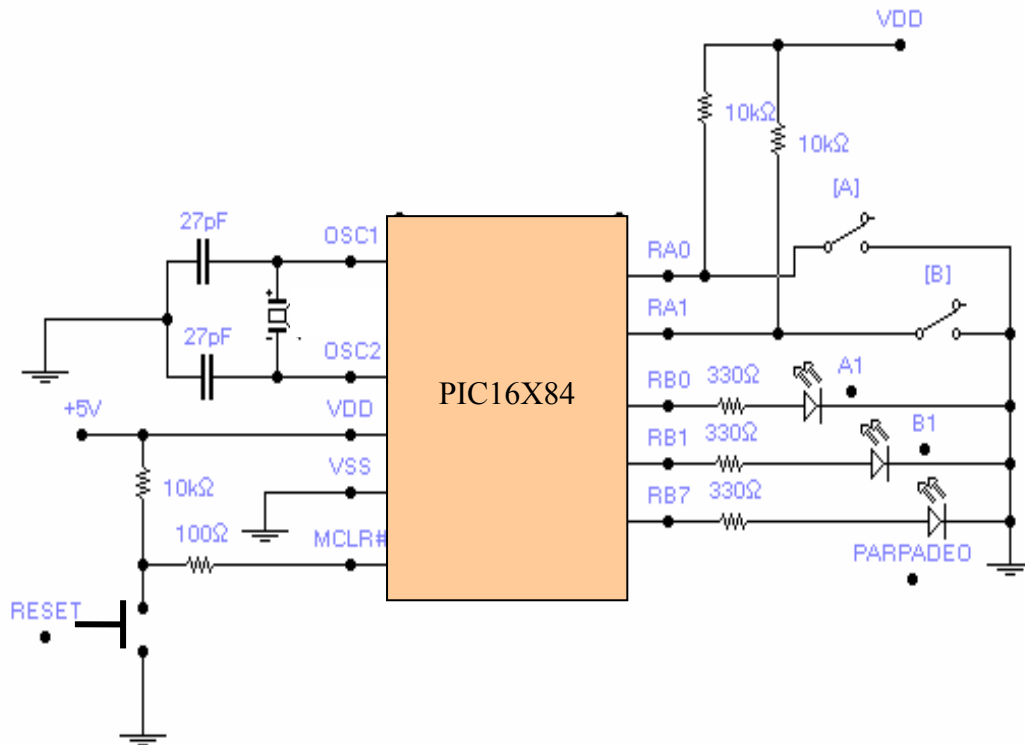 VDD
10kΩ
10kΩ
[A]
27pF
OSC1
RA0
[B]
RA1
27pF
OSC2
PIC16X84
RB0
330Ω
A1
+5V
VDD
RB1
330Ω
B1
VSS
10kΩ
RB7
330Ω
100Ω
MCLR#
PARPADEO
RESET